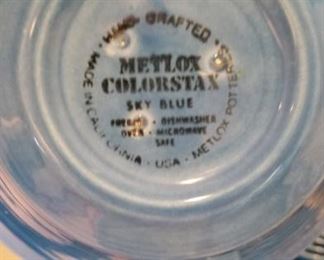 HAND CRAFTED
METLOX
COLORSTAX
SKY BLUE
FREEZER • DISHWASHER
OVEN • MICROWAVE
SAFE
MADE IN CALIFORNIA • USA • METLOX POTTERIES